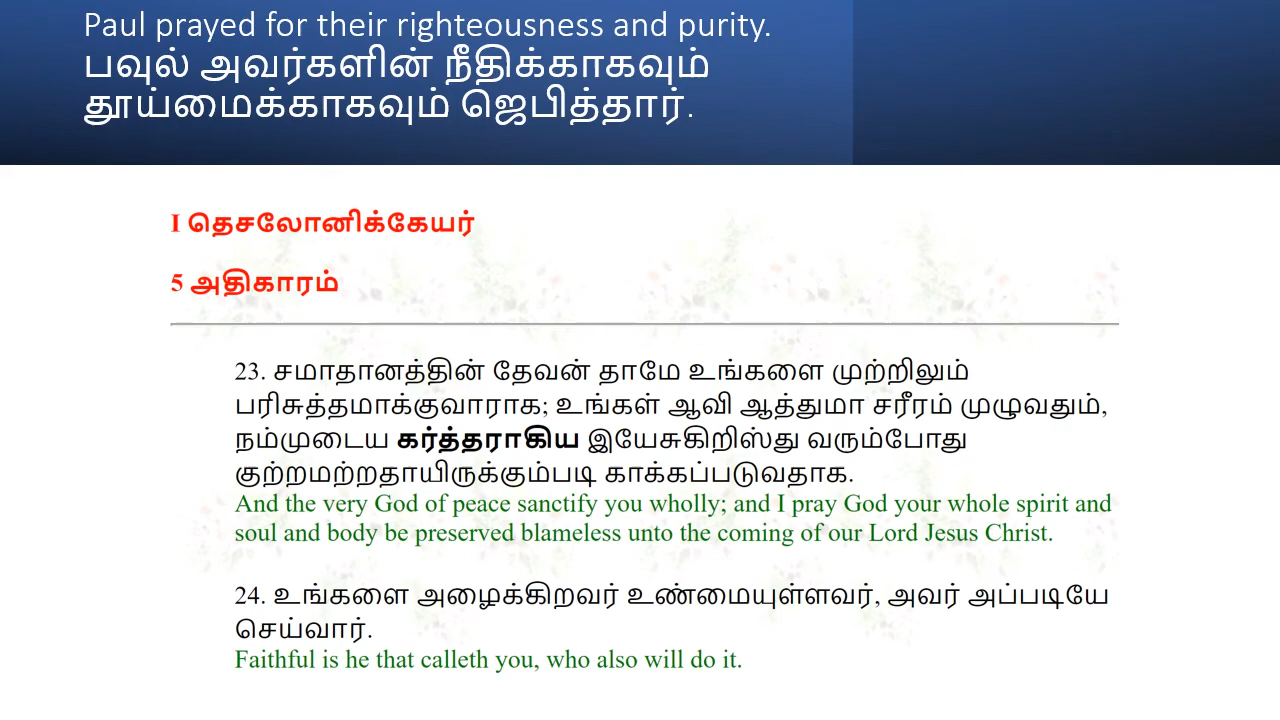 Paul prayed for their righteousness and purity.
பவுல் அவர்களின் நீதிக்காகவும்
தூய்மைக்காகவும் ஜெபித்தார்.
I தெசலோனிக்கேயர்
5 அதிகாரம்
23. சமாதானத்தின் தேவன் தாமே உங்களை முற்றிலும்
பரிசுத்தமாக்குவாராக; உங்கள் ஆவி ஆத்துமா சரீரம் முழுவதும்,
நம்முடைய கர்த்தராகிய இயேசுகிறிஸ்து வரும்போது
குற்றமற்றதாயிருக்கும்படி காக்கப்படுவதாக.
And the very God of peace sanctify you wholly; and I pray God your whole spirit and
soul and body be preserved blameless unto the coming of our Lord Jesus Christ.
24. உங்களை அழைக்கிறவர் உண்மையுள்ளவர், அவர் அப்படியே
செய்வார்.
Faithful is he that calleth you, who also will do it.